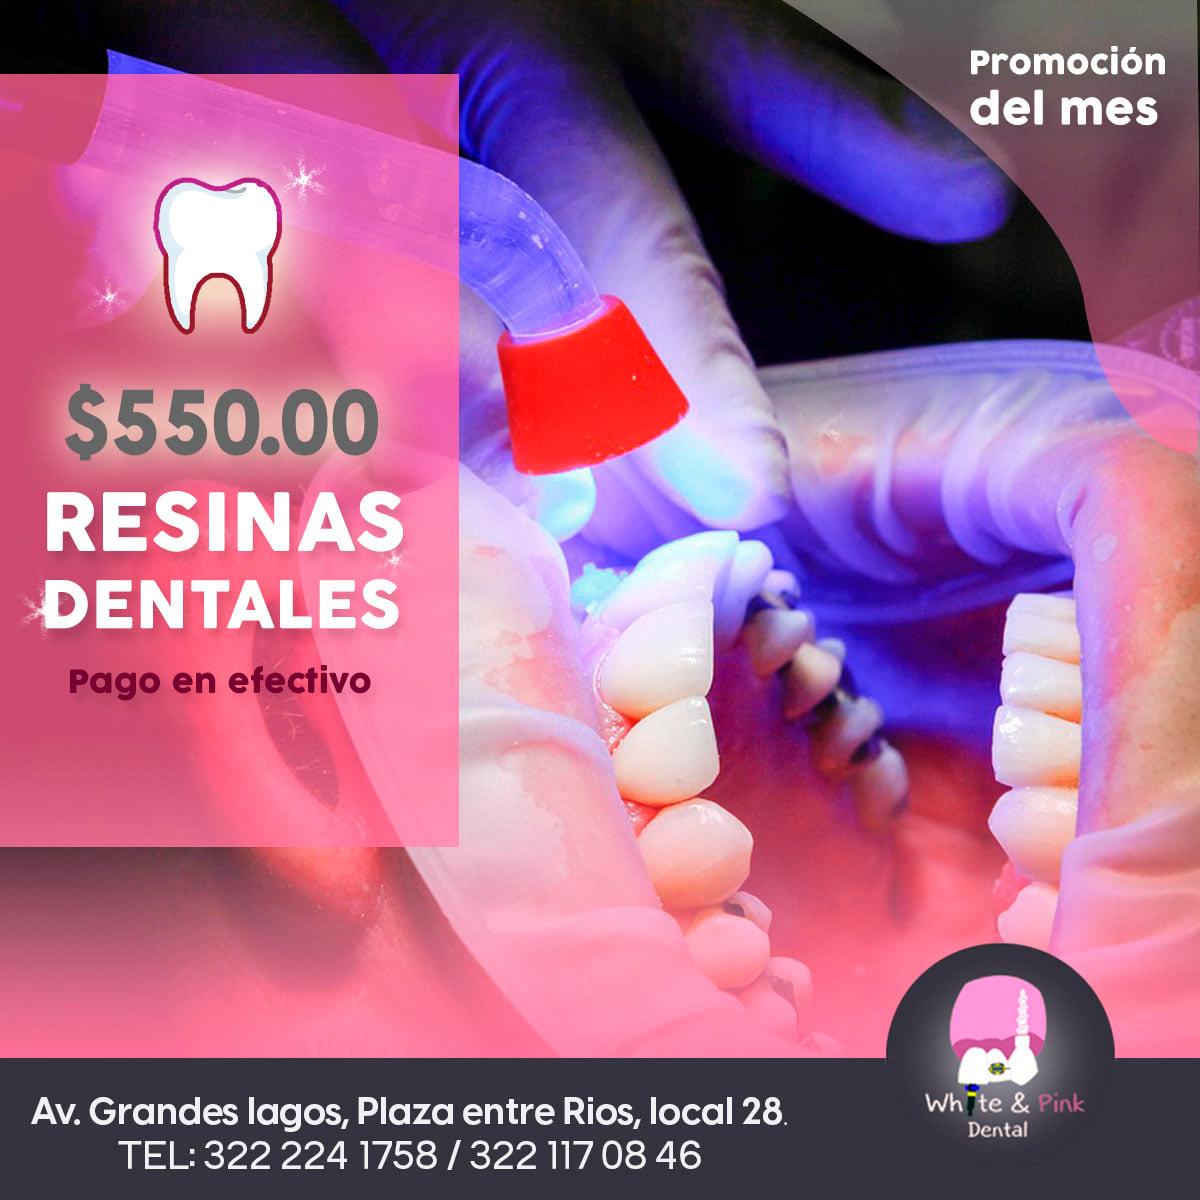 Promoción
del mes
$550.00
RESINAS
DENTALES
Pago en efectivo
White & Pink
Dental
Av. Grandes lagos, Plaza entre Rios, local 28.
TEL: 322 224 1758 / 322 117 08 46